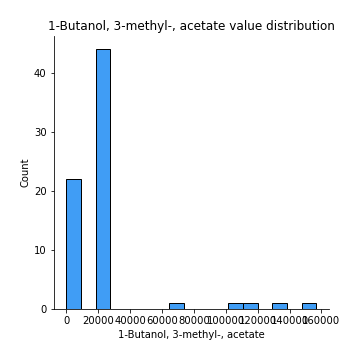 1-Butanol, 3-methyl-, acetate value distribution
Count
40
30
20
10
0
0 20000 40000 60000 80000 100000 120000 140000 160000
1-Butanol, 3-methyl-, acetate